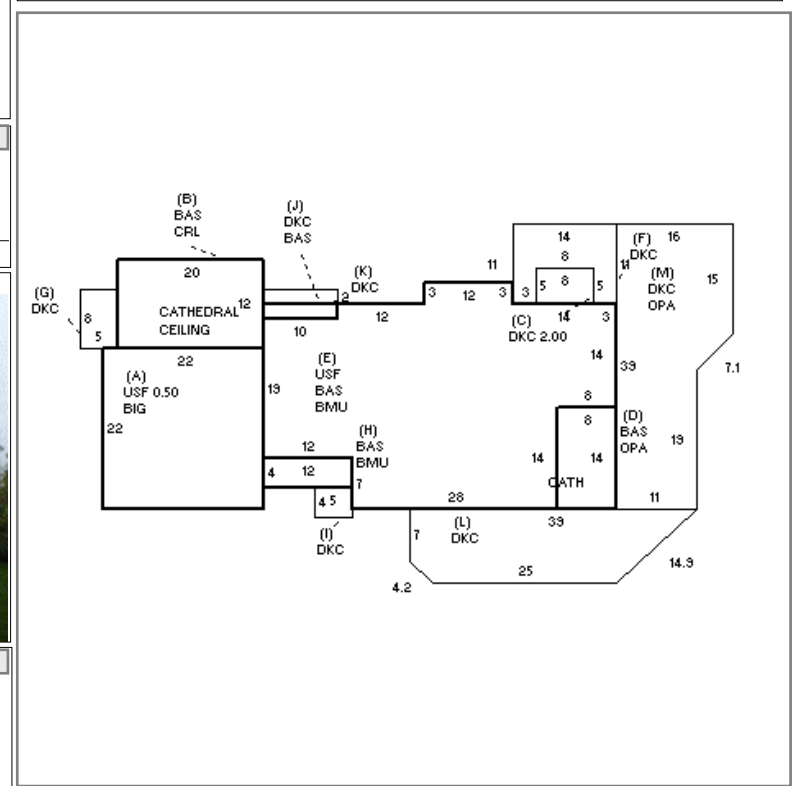 (B)
BAS
CRL
(J)
DKC
BAS
14
8
(F)
DKC
16
11
11
(M)
DKC
OPA
15
(K)
DKC
20
(G)
DKC
8
5
12
CATHEDRAL
CEILING
2
12
3
12
3
3
5
8
5
14
3
(C)
DKC 2.00
10
22
(A)
USF 0.50
BIG
22
19
(E)
USF
BAS
BMU
14
39
7.1
8
8
(D)
BAS
OPA
19
12
(H)
BAS
BMU
4
12
7
14
14
CATH
4 5
28
11
(I)
DKC
(L)
DKC
39
7
25
14.9
4.2